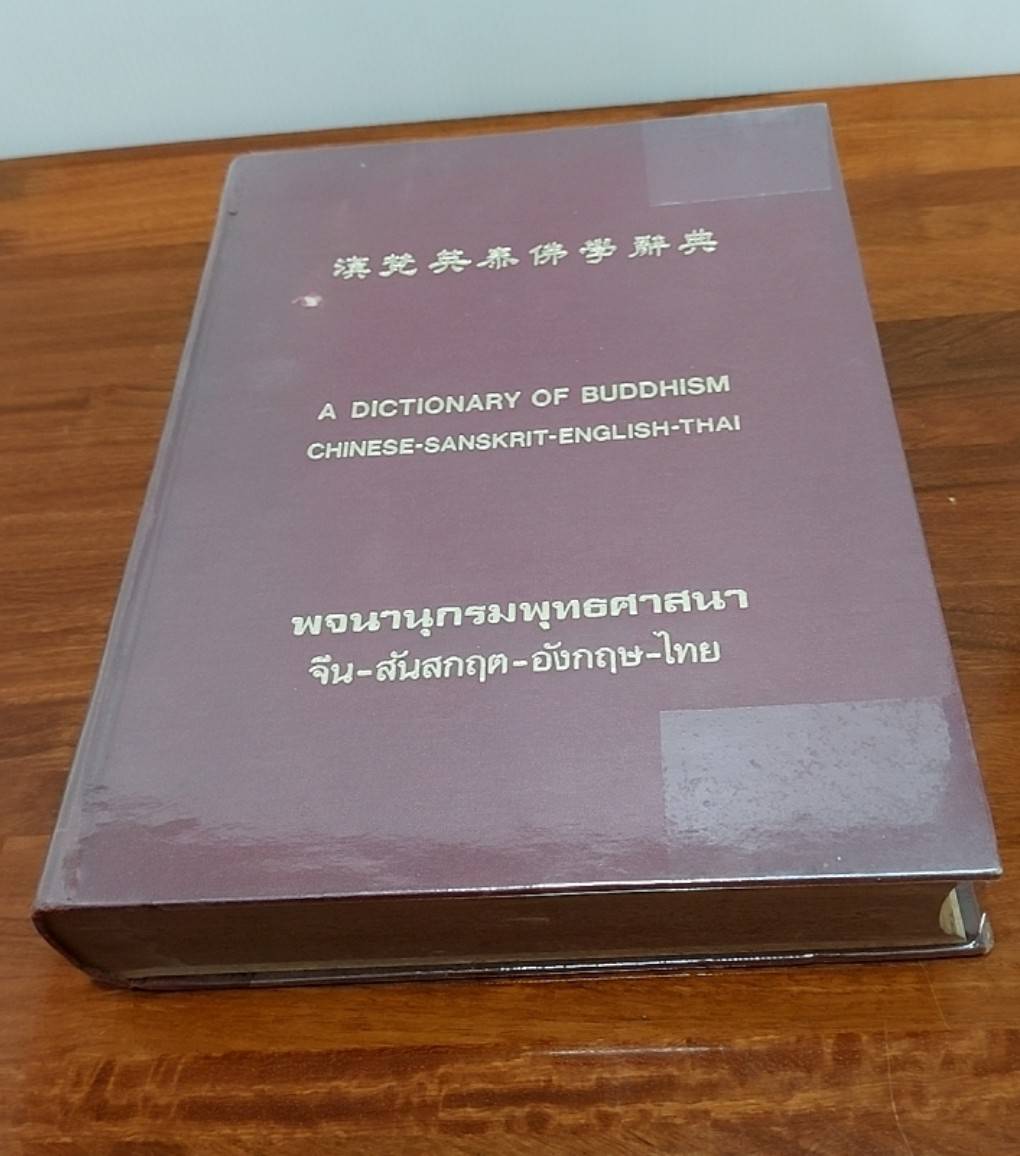 漢梵英泰佛學辭典
A DICTIONARY OF BUDDHISM
CHINESE-SANSKRIT-ENGLISH-THAI
พจนานุกรมพุทธศาสนา
จีน-สันสกฤต-อังกฤษ-ไทย